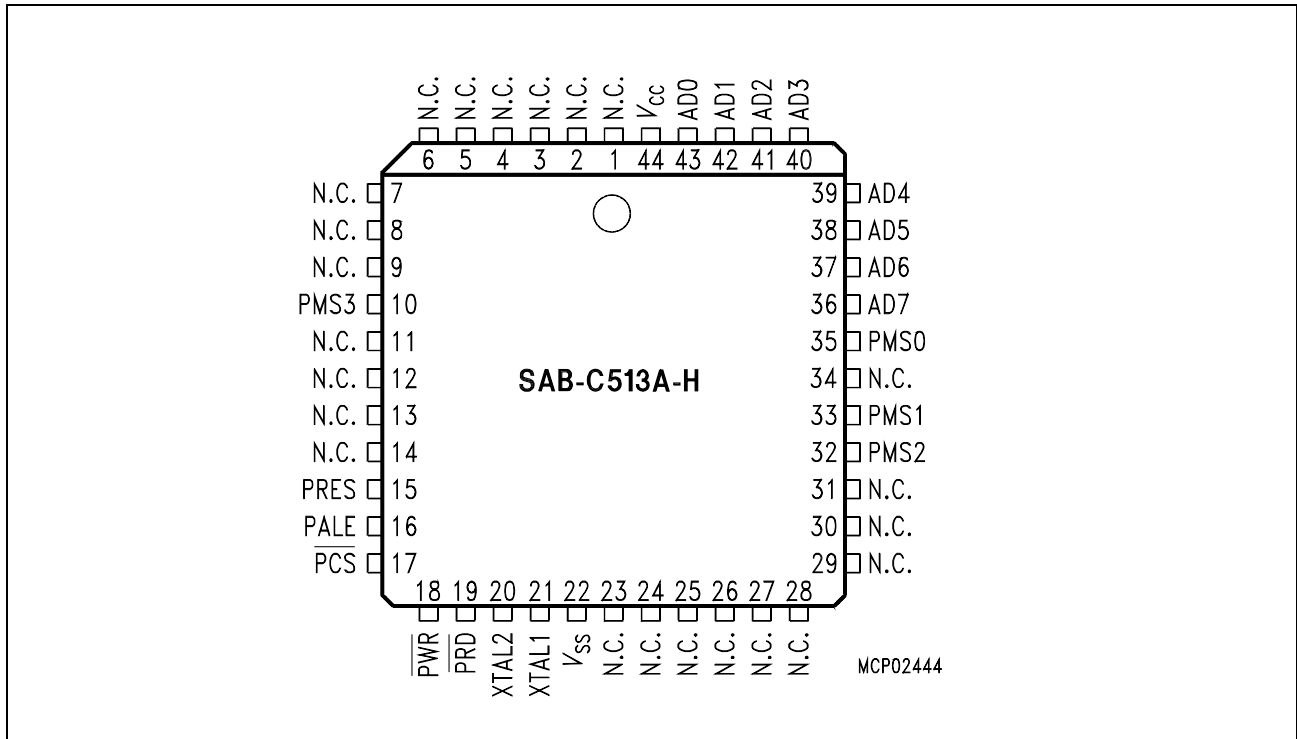 N.C. N.C. N.C. N.C. N.C. N.C. VCC AD0 AD1 AD2 AD3
6 5 4 3 2 1 44 43 42 41 40
N.C. 7 39 AD4
N.C. 8 38 AD5
N.C. 9 37 AD6
PMS3 10 36 AD7
N.C. 11 35 PMS0
N.C. 12 SAB-C513A-H 34 N.C.
N.C. 13 33 PMS1
N.C. 14 32 PMS2
PRES 15 31 N.C.
PALE 16 30 N.C.
PCS 17 29 N.C.
18 19 20 21 22 23 24 25 26 27 28
PWR PRD XTAL2 XTAL1 VSS N.C. N.C. N.C. N.C. N.C. N.C.
MCP02444